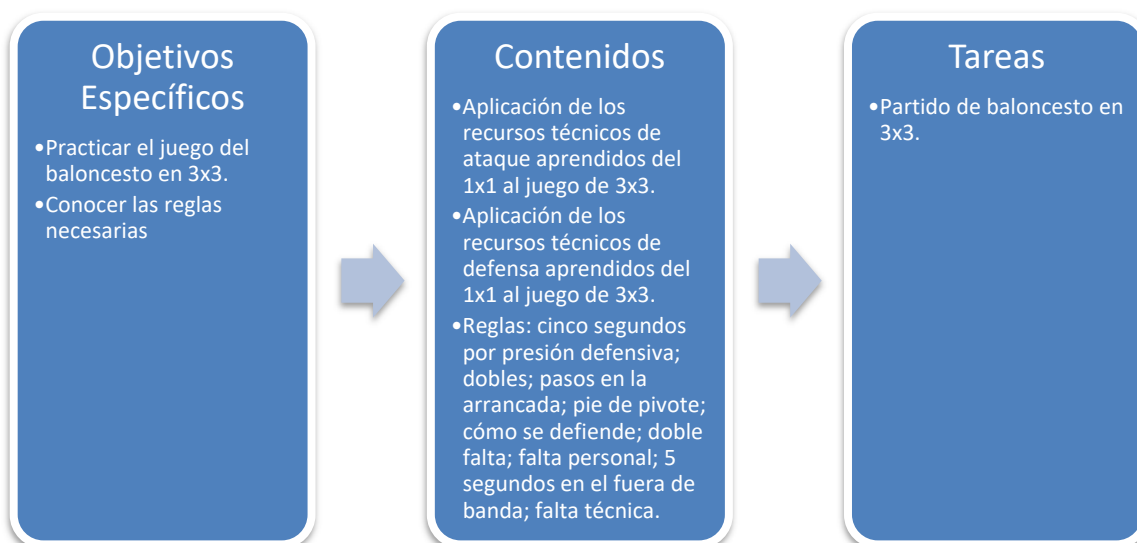 Objetivos
Específicos
•Practicar el juego del
baloncesto en 3x3.
•Conocer las reglas
necesarias
Contenidos
•Aplicación de los
recursos técnicos de
ataque aprendidos del
1x1 al juego de 3x3.
•Aplicación de los
recursos técnicos de
defensa aprendidos del
1x1 al juego de 3x3.
•Reglas: cinco segundos
por presión defensiva;
dobles; pasos en la
arrancada; pie de pivote;
cómo se defiende; doble
falta; falta personal; 5
segundos en el fuera de
banda; falta técnica.
Tareas
•Partido de baloncesto en
3x3.